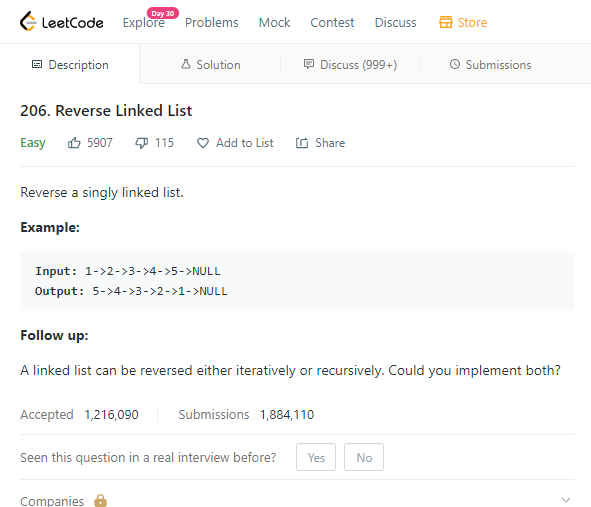 LeetCode Explore Day 30 Problems Mock Contest Discuss Store
Description Solution Discuss (999+) Submissions
206. Reverse Linked List
Easy 5907 115 Add to List Share
Reverse a singly linked list.
Example:
Input: 1->2->3->4->5->NULL
Output: 5->4->3->2->1->NULL
Follow up:
A linked list can be reversed either iteratively or recursively. Could you implement both?
Accepted 1,216,090 Submissions 1,884,110
Seen this question in a real interview before? Yes No
Companies